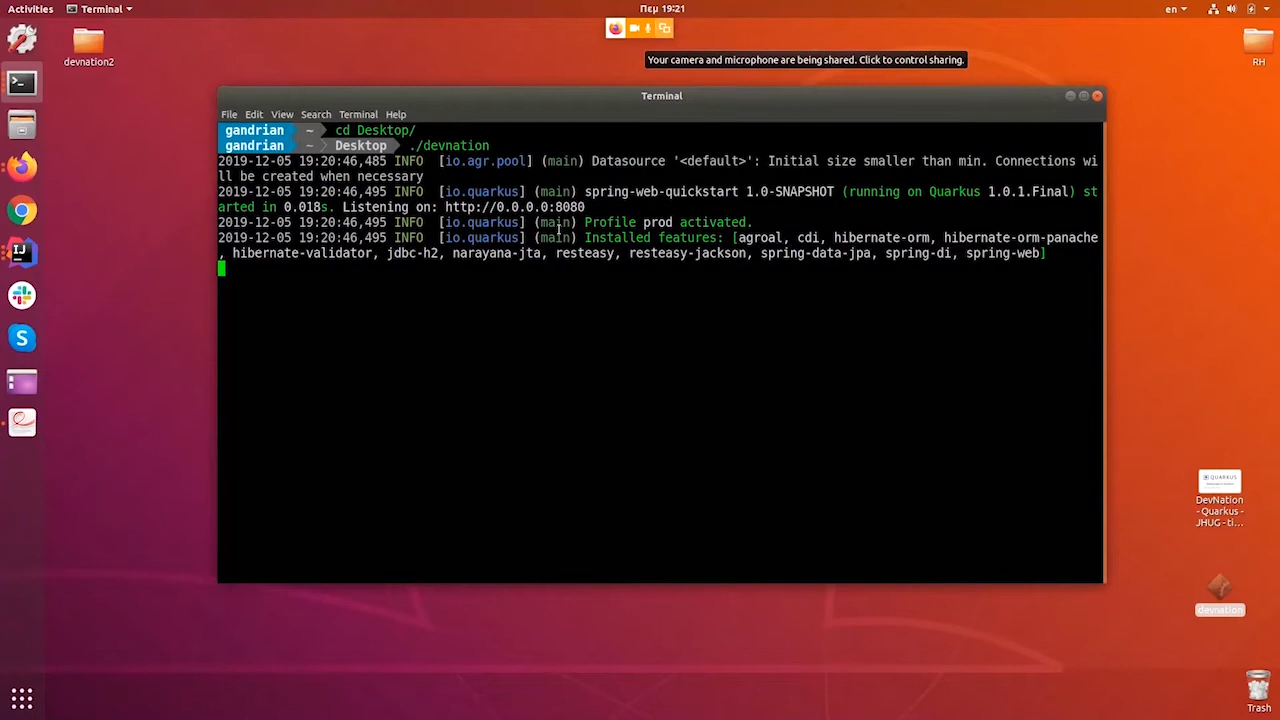 Activities
Terminal
Πεμ 19:21
en
devnation2
RH
Your camera and microphone are being shared. Click to control sharing.
Terminal
File Edit View Search Terminal Help
gandrian ~ cd Desktop/
gandrian ~ Desktop ./devnation
2019-12-05 19:20:46,485 INFO [io.agr.pool] (main) Datasource '<default>': Initial size smaller than min. Connections wi
ll be created when necessary
2019-12-05 19:20:46,495 INFO [io.quarkus] (main) spring-web-quickstart 1.0-SNAPSHOT (running on Quarkus 1.0.1.Final) st
arted in 0.018s. Listening on: http://0.0.0.0:8080
2019-12-05 19:20:46,495 INFO [io.quarkus] (main) Profile prod activated.
2019-12-05 19:20:46,495 INFO [io.quarkus] (main) Installed features: [agroal, cdi, hibernate-orm, hibernate-orm-panache
, hibernate-validator, jdbc-h2, narayana-jta, resteasy, resteasy-jackson, spring-data-jpa, spring-di, spring-web]
QUARKUS
DevNation
- Quarkus -
JHUG - ti...
devnation
Trash